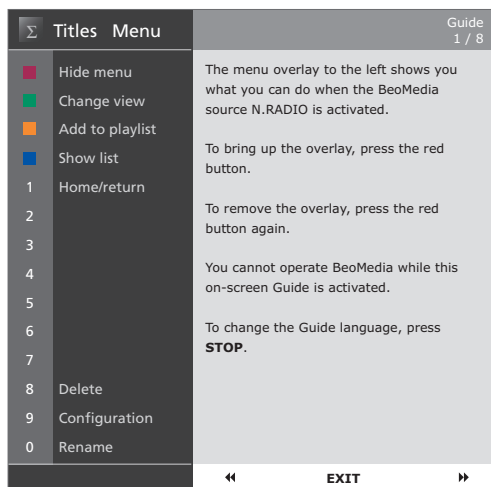 Σ Titles Menu
Hide menu
Change view
Add to playlist
Show list
1 Home/return
2
3
4
5
6
7
8 Delete
9 Configuration
0 Rename
Guide
1 / 8
The menu overlay to the left shows you
what you can do when the BeoMedia
source N.RADIO is activated.
To bring up the overlay, press the red
button.
To remove the overlay, press the red
button again.
You cannot operate BeoMedia while this
on-screen Guide is activated.
To change the Guide language, press
STOP.
EXIT